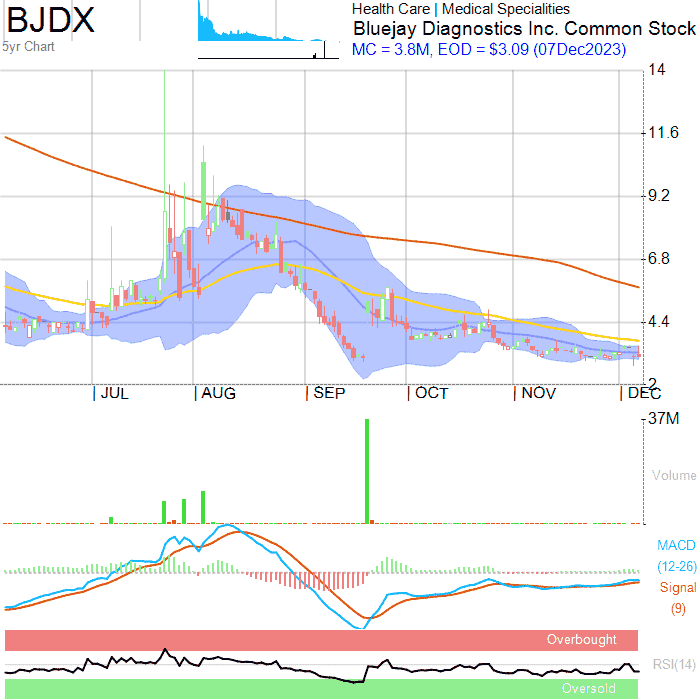 BJDX
5yr Chart
Health Care | Medical Specialities
Bluejay Diagnostics Inc. Common Stock
MC = 3.8M, EOD = $3.09 (07Dec2023)
14
11.6
9.2
6.8
4.4
2
JUL AUG SEP OCT NOV DEC
37M
Volume
MACD
(12-26)
Signal
(9)
Overbought
RSI(14)
Oversold